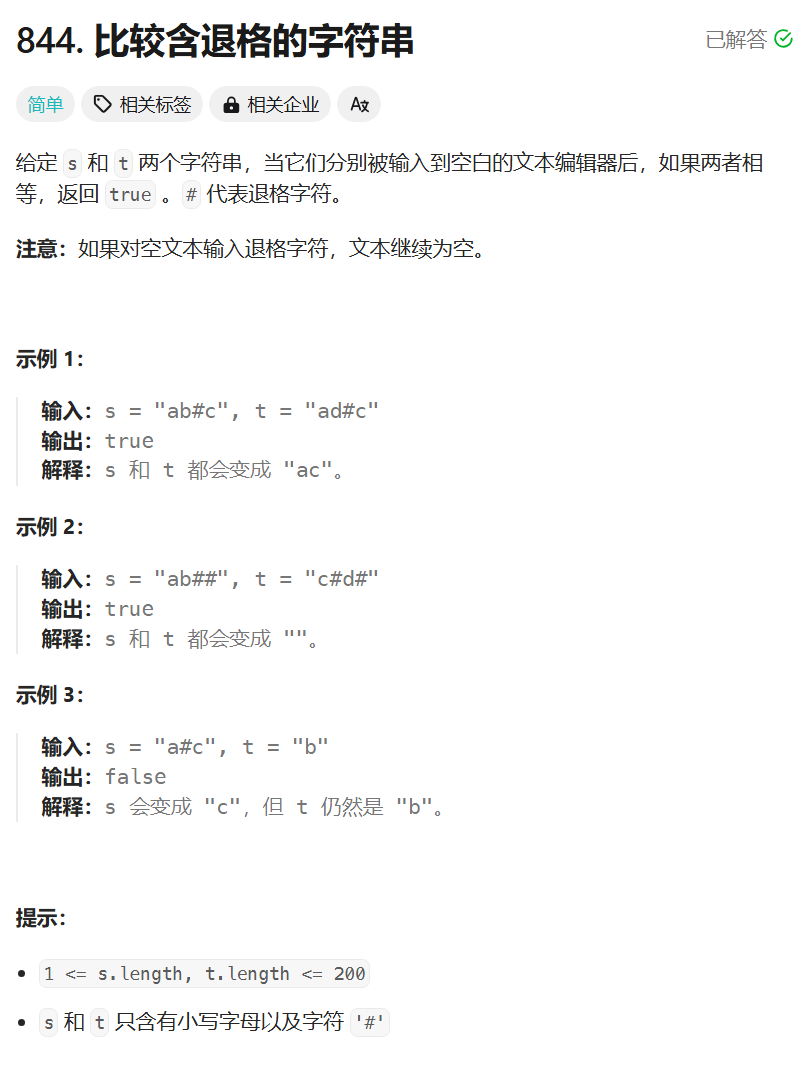 844. 比较含退格的字符串
已解答
简单 相关标签 相关企业 A文
给定 s 和 t 两个字符串，当它们分别被输入到空白的文本编辑器后，如果两者相
等，返回 true 。# 代表退格字符。
注意：如果对空文本输入退格字符，文本继续为空。
示例 1：
输入：s = "ab#c", t = "ad#c"
输出：true
解释：s 和 t 都会变成 "ac"。
示例 2：
输入：s = "ab##", t = "c#d#"
输出：true
解释：s 和 t 都会变成 ""。
示例 3：
输入：s = "a#c", t = "b"
输出：false
解释：s 会变成 "c"，但 t 仍然是 "b"。
提示：
1 <= s.length, t.length <= 200
s 和 t 只含有小写字母以及字符 '#'